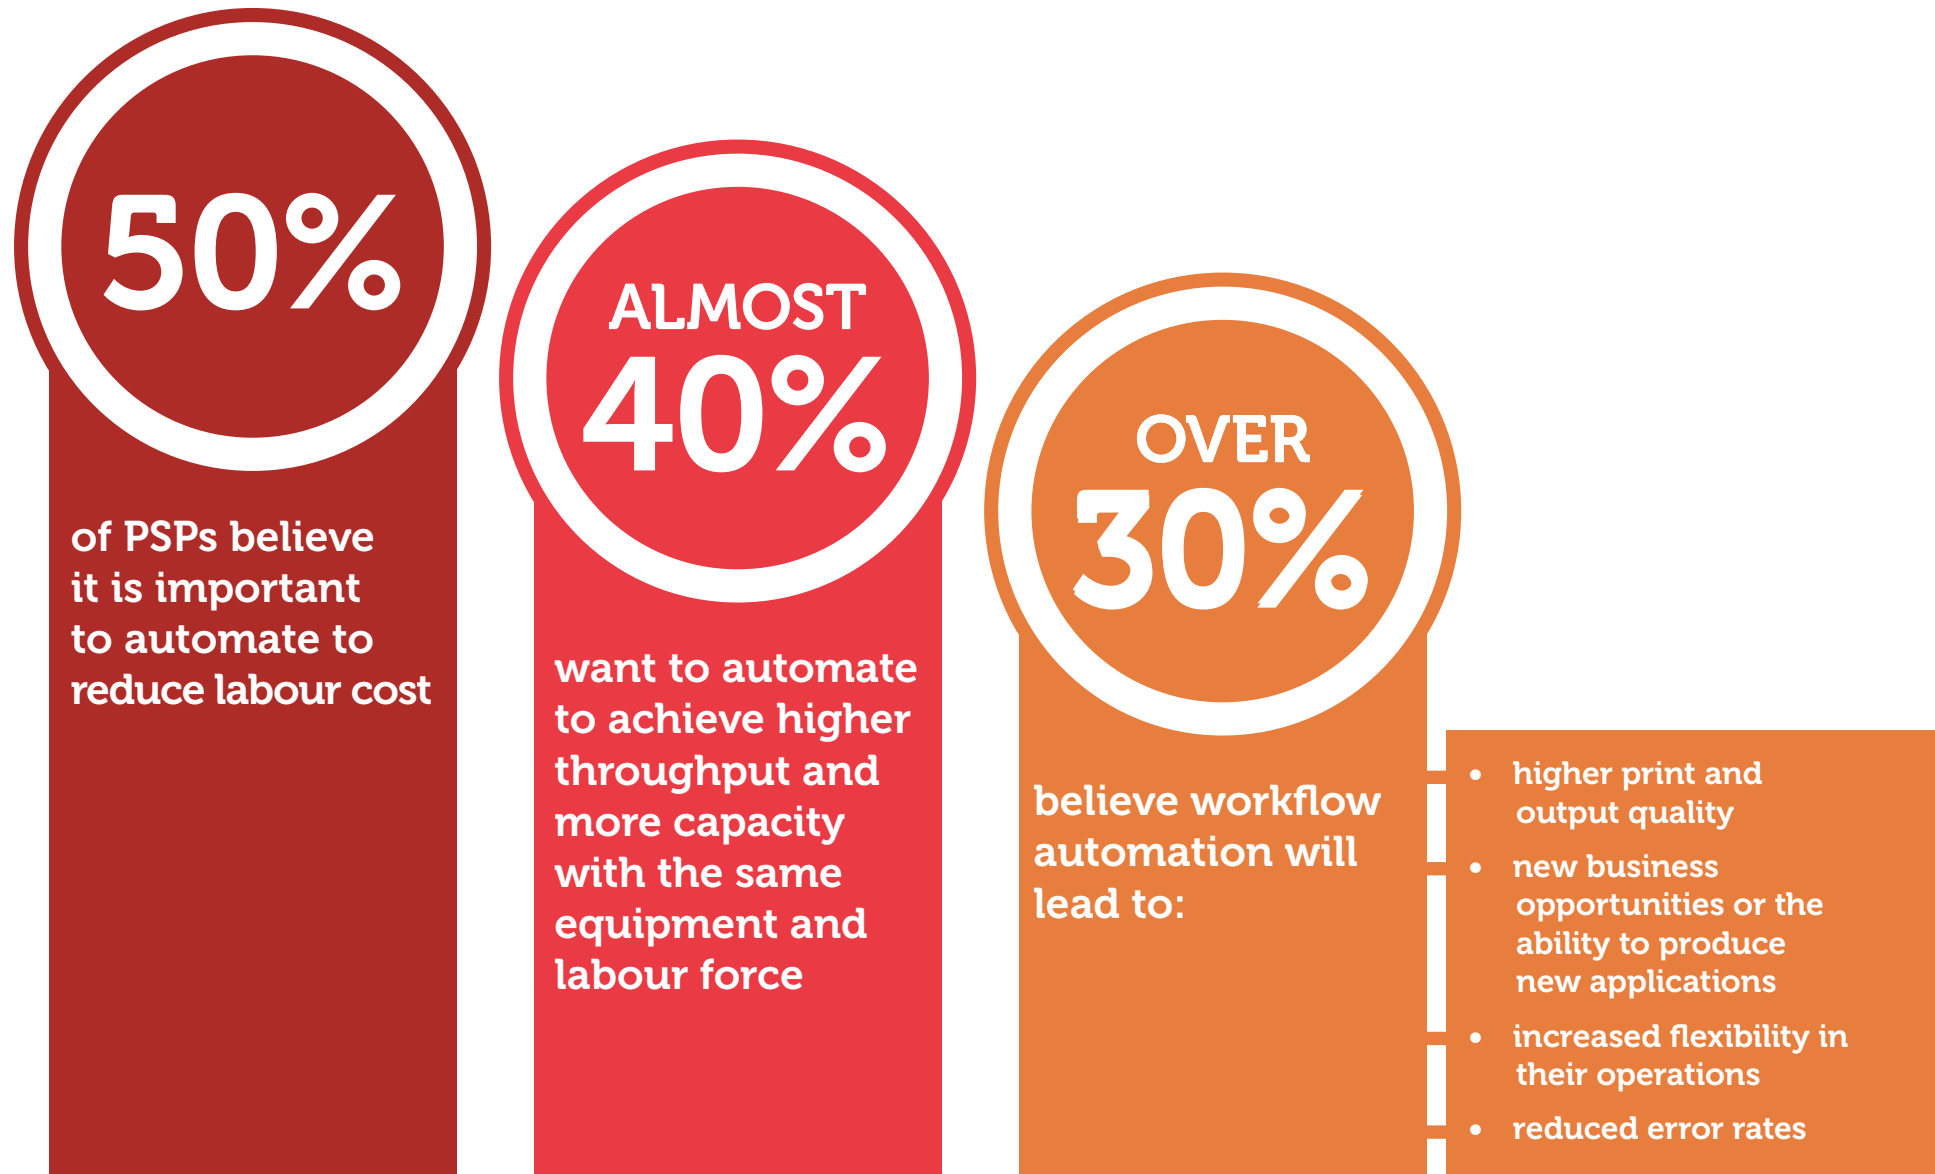 50%
of PSPs believe
it is important
to automate to
reduce labour cost
ALMOST
40%
want to automate
to achieve higher
throughput and
more capacity
with the same
equipment and
labour force
OVER
30%
believe workflow
automation will
lead to:
• higher print and
output quality
• new business
opportunities or the
ability to produce
new applications
• increased flexibility in
their operations
• reduced error rates